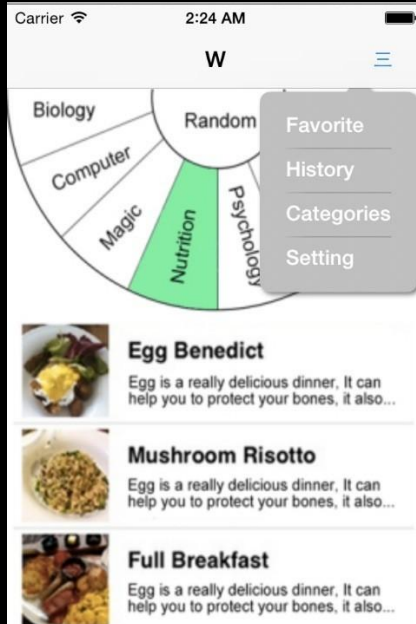 Carrier 2:24 AM
W
Biology
Computer
Magic
Nutrition
Psychology
Random
Favorite
History
Categories
Setting
Egg Benedict
Egg is a really delicious dinner, It can
help you to protect your bones, it also...
Mushroom Risotto
Egg is a really delicious dinner, It can
help you to protect your bones, it also...
Full Breakfast
Egg is a really delicious dinner, It can
help you to protect your bones, it also...